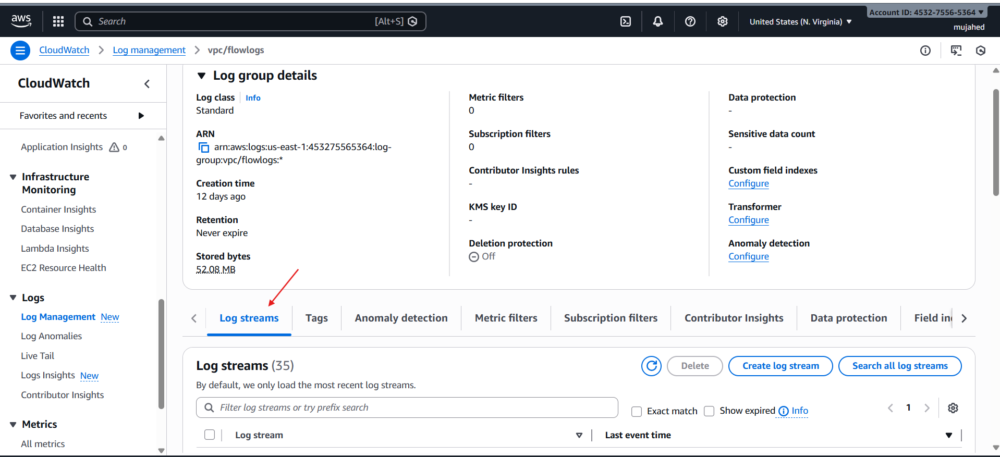 aws
Search [Alt+S]
United States (N. Virginia)
Account ID: 4532-7556-5364
mujahed
CloudWatch
Log management
vpc/flowlogs
CloudWatch
Favorites and recents
Application Insights 0
Infrastructure
Monitoring
Container Insights
Database Insights
Lambda Insights
EC2 Resource Health
Logs
Log Management New
Log Anomalies
Live Tail
Logs Insights New
Contributor Insights
Metrics
All metrics
Log group details
Log class Info
Standard
ARN
arn:aws:logs:us-east-1:453275565364:log-
group:vpc/flowlogs:*
Creation time
12 days ago
Retention
Never expire
Stored bytes
52.08 MB
Metric filters
0
Subscription filters
0
Contributor Insights rules
-
KMS key ID
-
Deletion protection
Off
Data protection
-
Sensitive data count
-
Custom field indexes
Configure
Transformer
Configure
Anomaly detection
Configure
Log streams
Tags
Anomaly detection
Metric filters
Subscription filters
Contributor Insights
Data protection
Field in
Log streams (35)
Delete
Create log stream
Search all log streams
By default, we only load the most recent log streams.
Filter log streams or try prefix search
Exact match
Show expired
Info
1
Log stream
Last event time